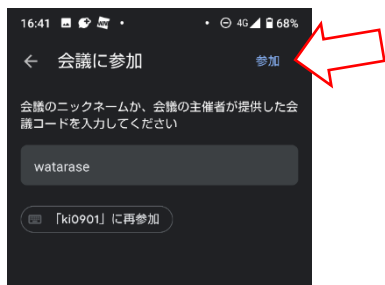 16:41 4G 68%
会議に参加 参加
会議のニックネームか、会議の主催者が提供した会
議コードを入力してください
watarase
「ki0901」に再参加